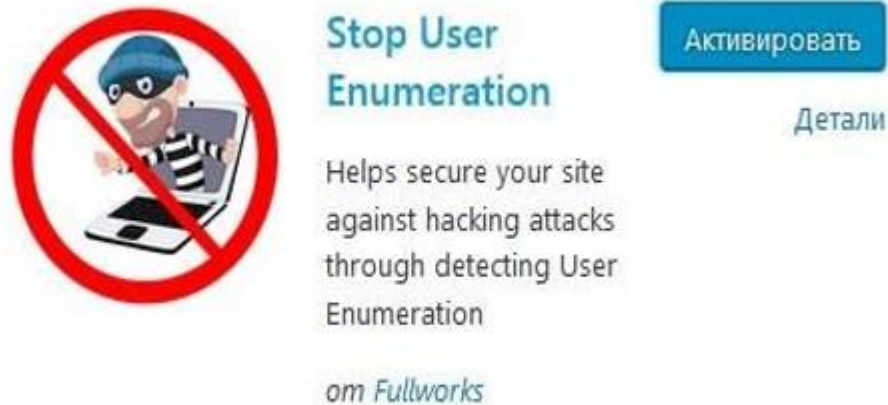 Stop User
Enumeration
Активировать
Детали
Helps secure your site
against hacking attacks
through detecting User
Enumeration
от Fullworks